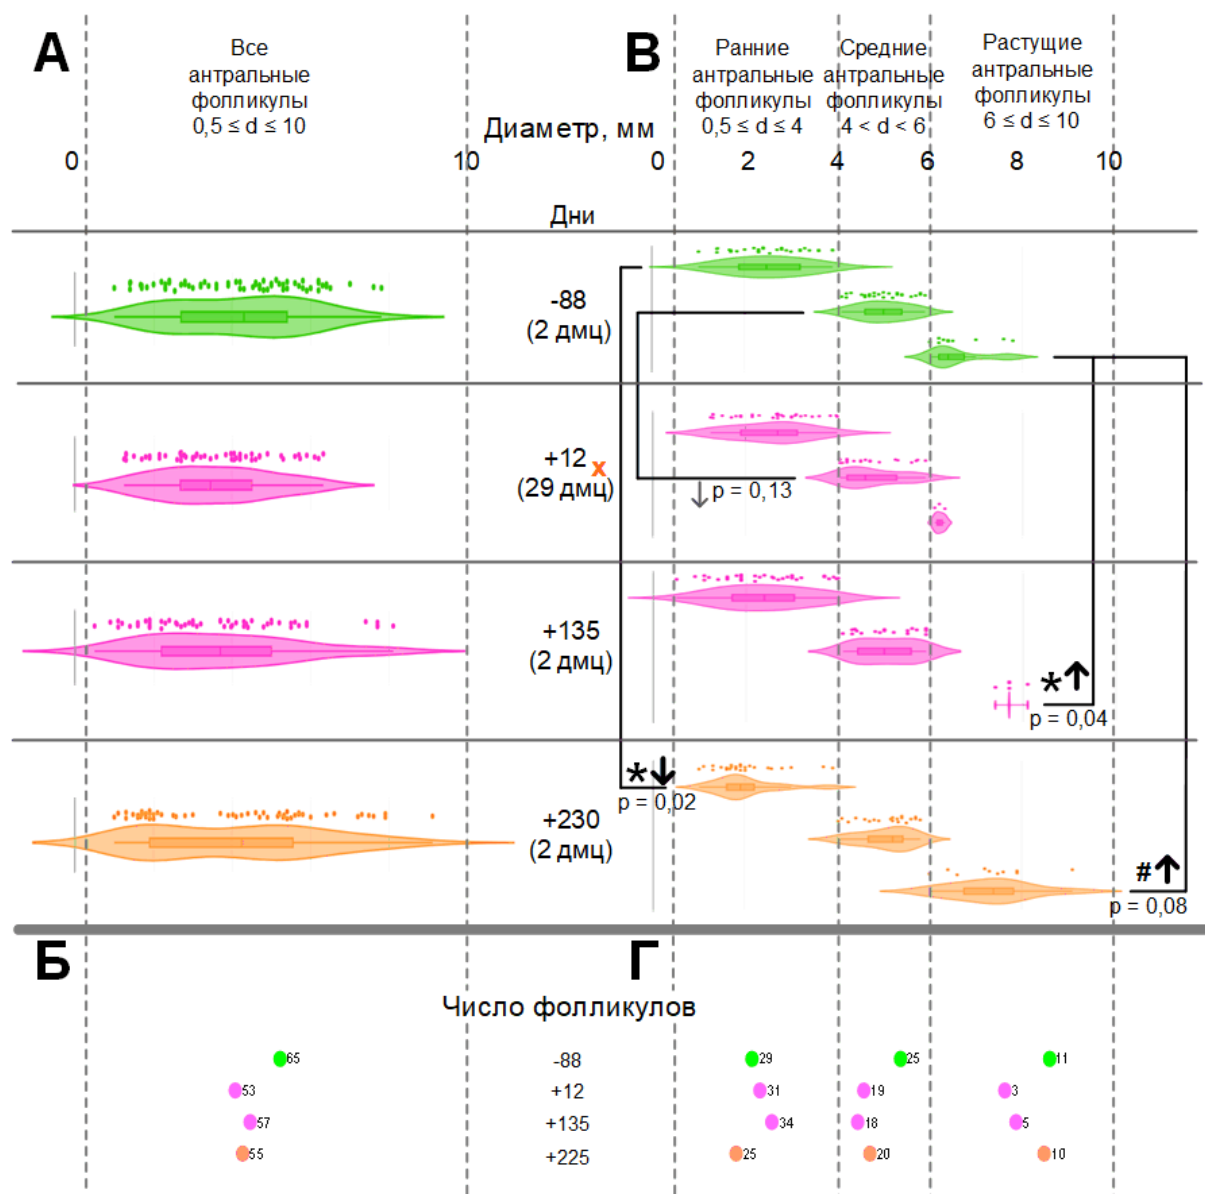 А
Все
антральные
фолликулы
0,5 ≤ d ≤ 10
В
Ранние
антральные
фолликулы
0,5 ≤ d ≤ 4
Средние
антральные
фолликулы
4 < d < 6
Растущие
антральные
фолликулы
6 ≤ d ≤ 10
Диаметр, мм
0 10 0 2 4 6 8 10
Дни
-88
(2 дмц)
+12 x
(29 дмц)
↓ p = 0,13
+135
(2 дмц)
*↑
p = 0,04
+230
(2 дмц)
*↓
p = 0,02
#↑
p = 0,08
Б
Г
Число фолликулов
65 -88 29 25 11
53 +12 31 19 3
57 +135 34 18 5
55 +225 25 20 10